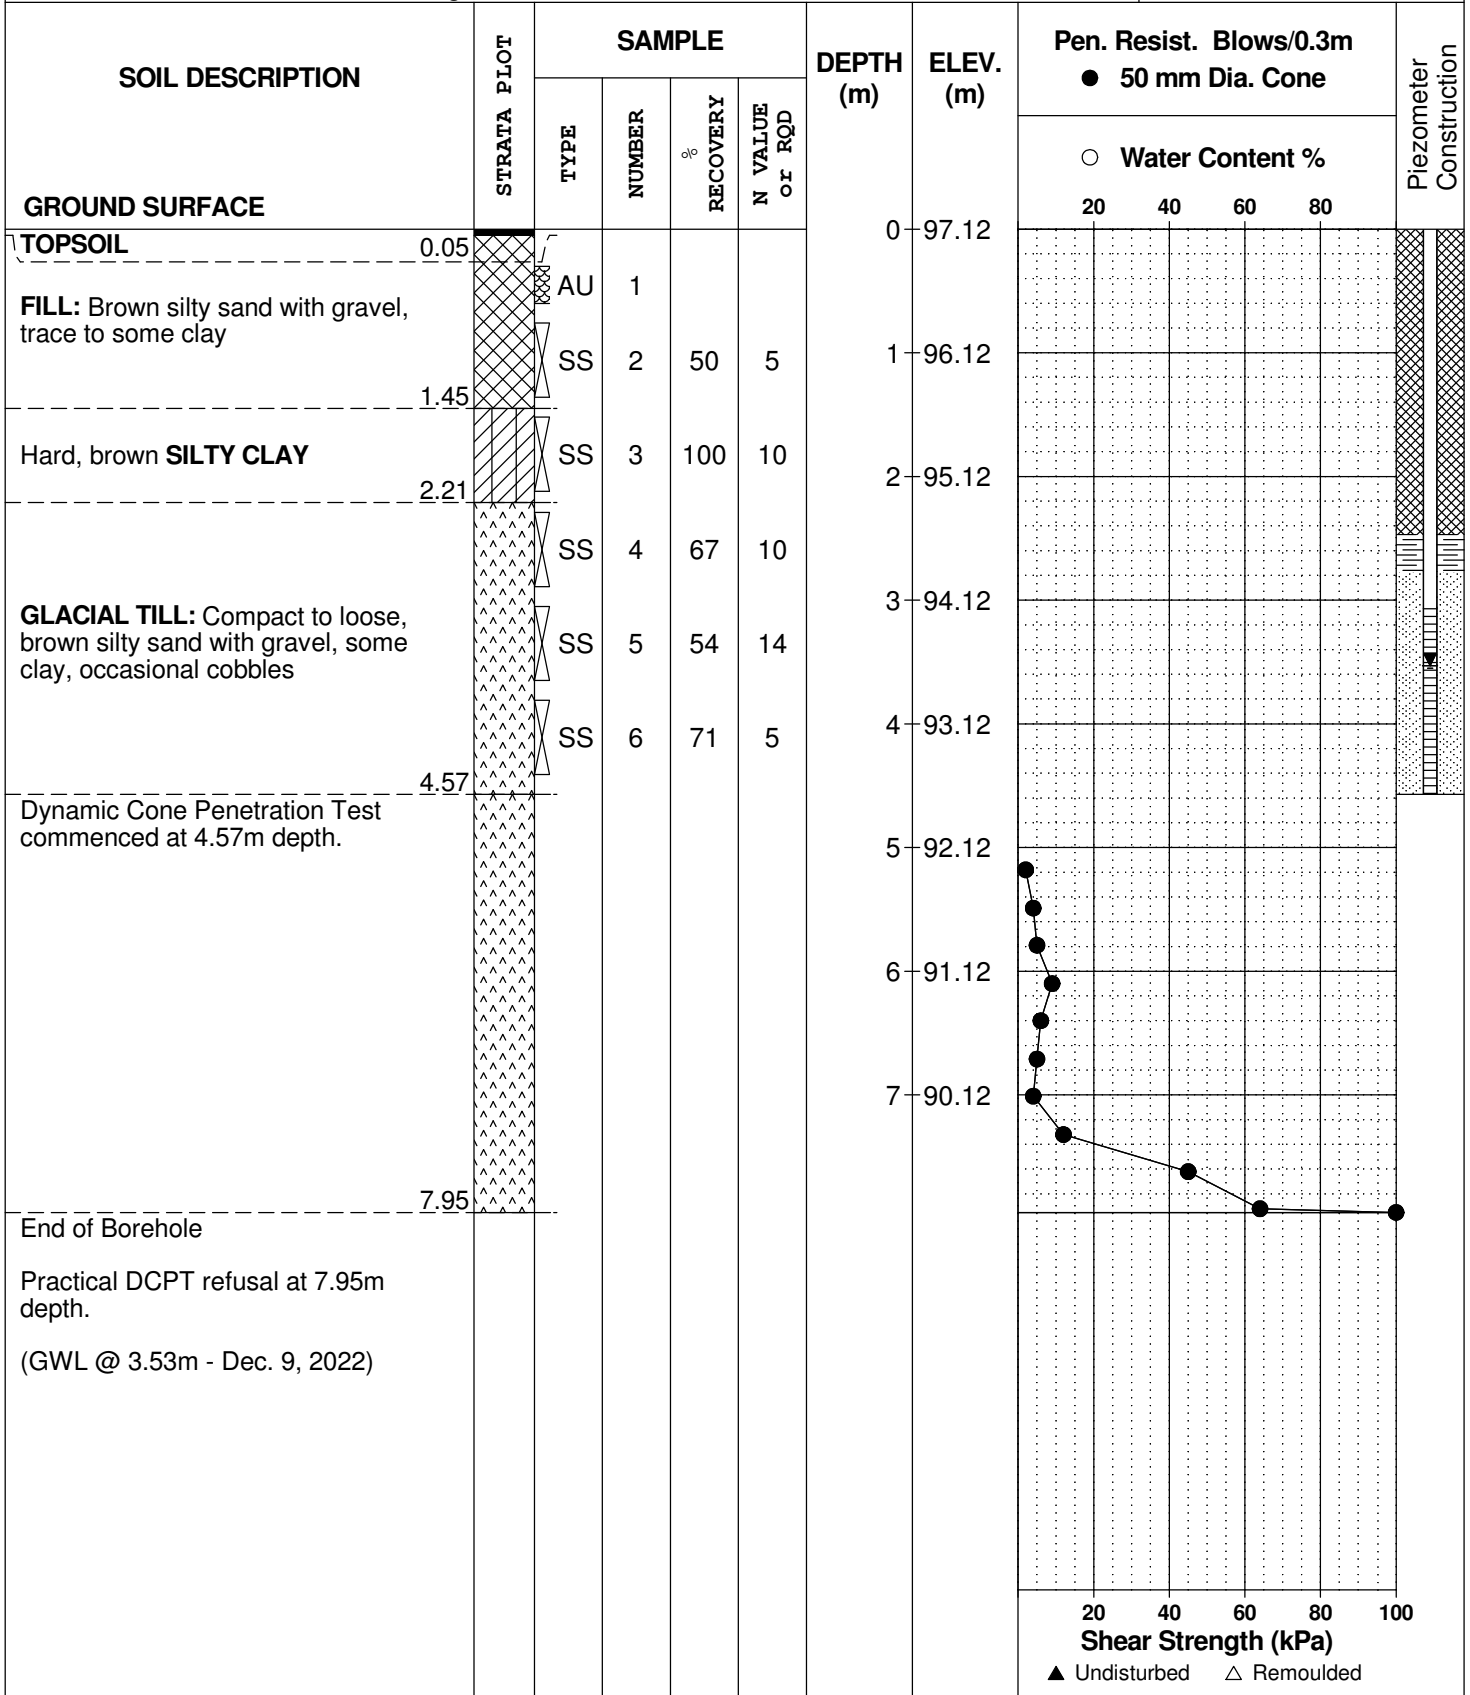 SOIL DESCRIPTION
GROUND SURFACE
STRATA PLOT
SAMPLE
TYPE
NUMBER
%
RECOVERY
N VALUE
or RQD
DEPTH
(m)
ELEV.
(m)
Pen. Resist. Blows/0.3m
● 50 mm Dia. Cone
○ Water Content %
20 40 60 80
Piezometer
Construction
TOPSOIL 0.05
0 97.12
FILL: Brown silty sand with gravel,
trace to some clay
AU 1
SS 2 50 5
1 96.12
1.45
Hard, brown SILTY CLAY
SS 3 100 10
2 95.12
2.21
SS 4 67 10
3 94.12
GLACIAL TILL: Compact to loose,
brown silty sand with gravel, some
clay, occasional cobbles
SS 5 54 14
4 93.12
SS 6 71 5
4.57
Dynamic Cone Penetration Test
commenced at 4.57m depth.
5 92.12
6 91.12
7 90.12
7.95
End of Borehole
Practical DCPT refusal at 7.95m
depth.
(GWL @ 3.53m - Dec. 9, 2022)
20 40 60 80 100
Shear Strength (kPa)
▲ Undisturbed △ Remoulded